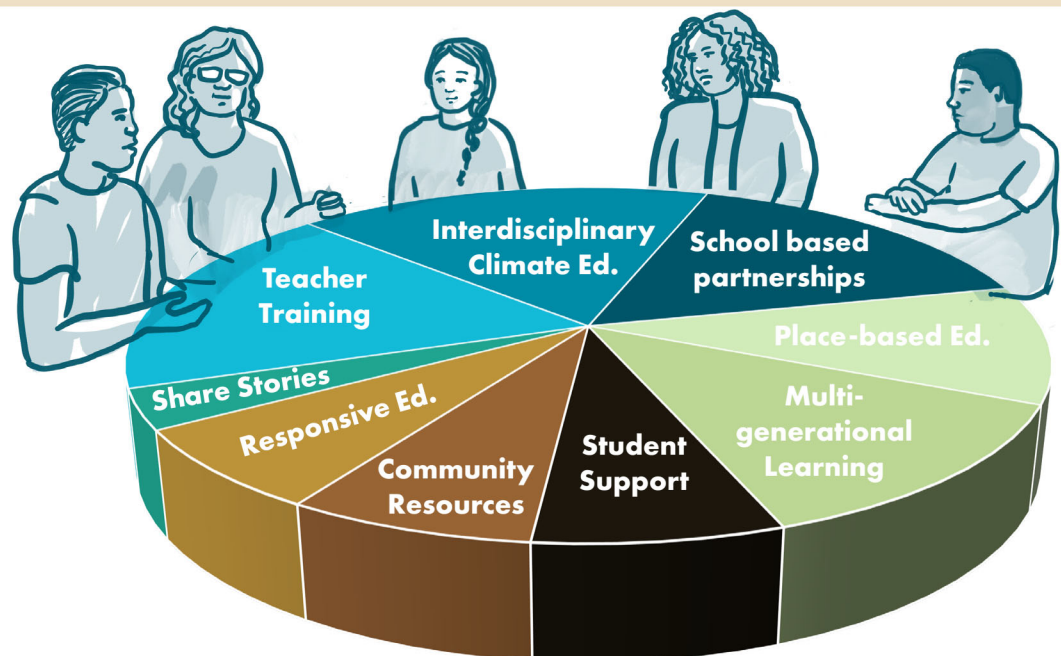 Interdisciplinary
Climate Ed.
School based
partnerships
Teacher
Training
Place-based Ed.
Share Stories
Responsive Ed.
Multi-
generational
Learning
Community
Resources
Student
Support